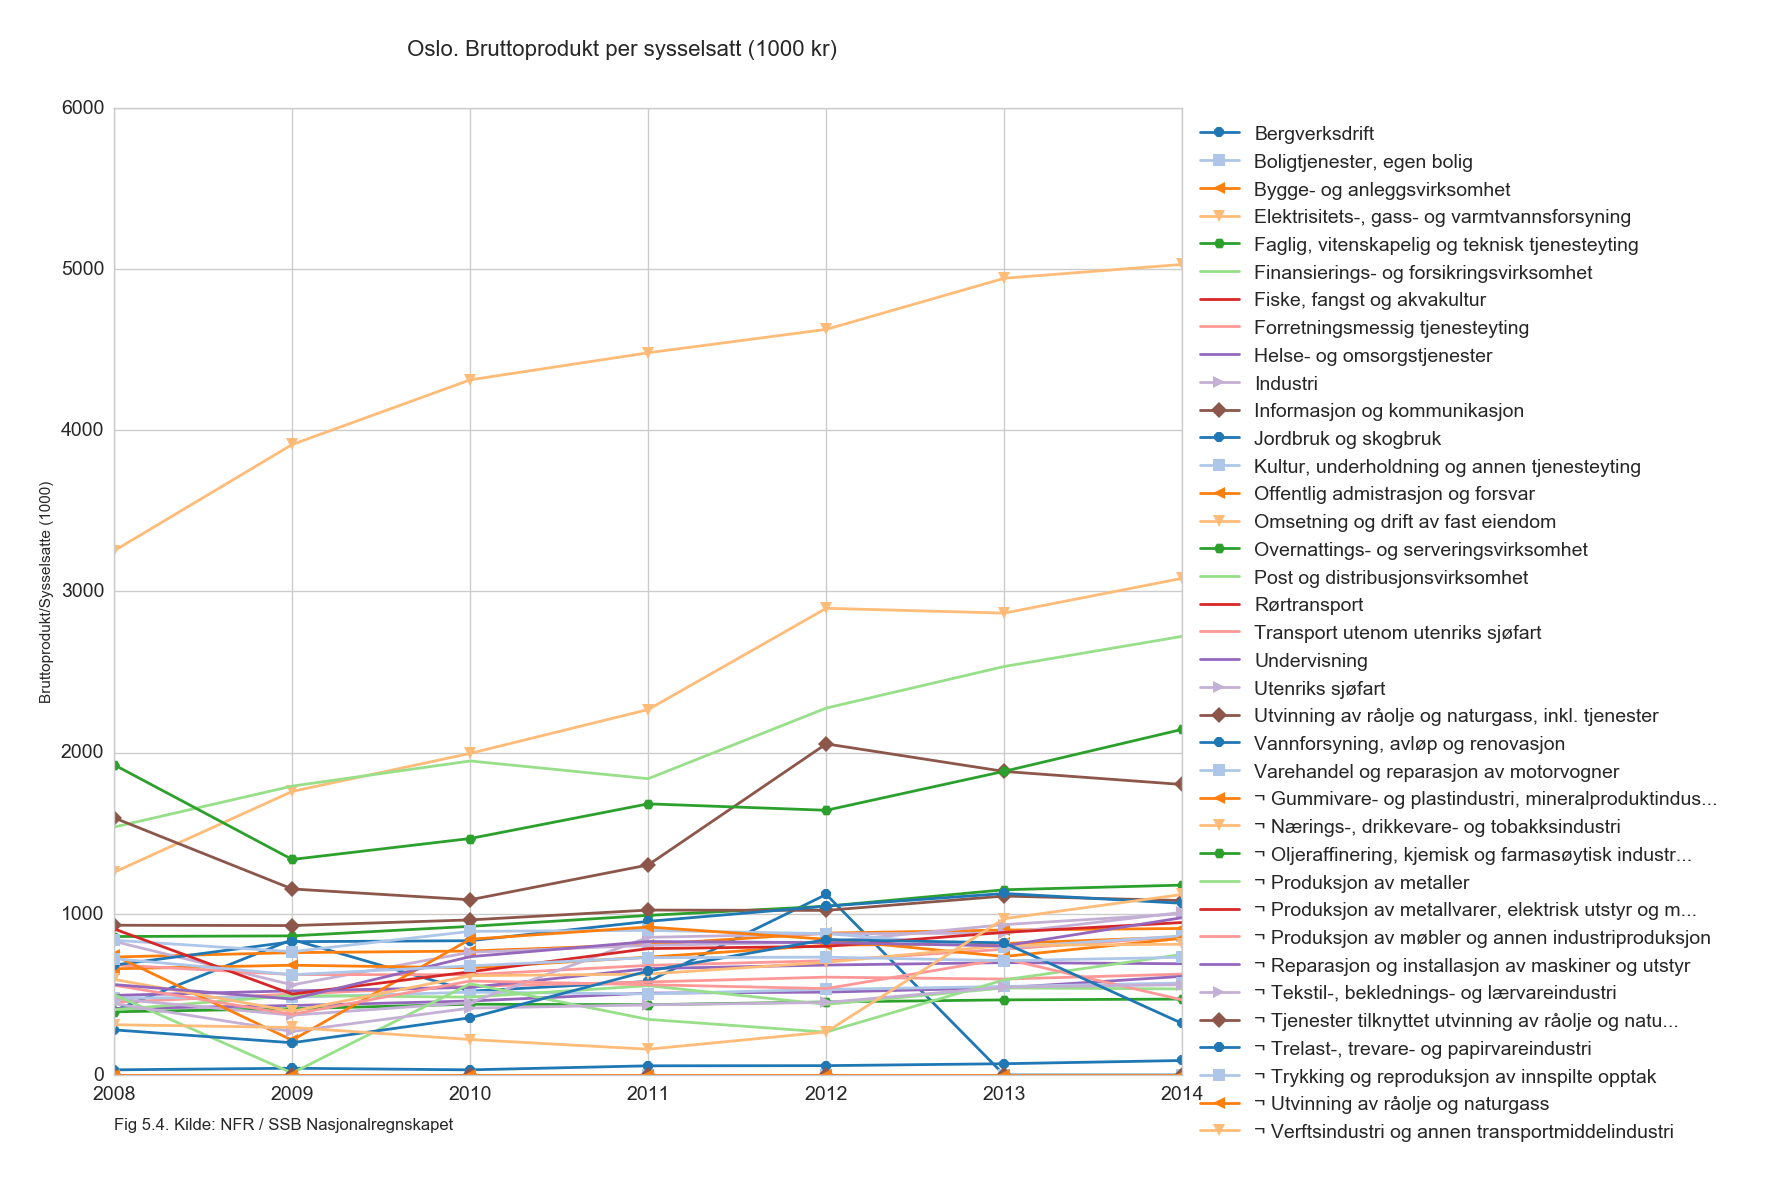 Oslo. Bruttoprodukt per sysselsatt (1000 kr)
6000
5000
4000
3000
2000
1000
0
Bruttoprodukt/Sysselsatte (1000)
2008 2009 2010 2011 2012 2013 2014
Bergverksdrift
Boligtjenester, egen bolig
Bygge- og anleggsvirksomhet
Elektrisitets-, gass- og varmtvannsforsyning
Faglig, vitenskapelig og teknisk tjenesteyting
Finansierings- og forsikringsvirksomhet
Fiske, fangst og akvakultur
Forretningsmessig tjenesteyting
Helse- og omsorgstjenester
Industri
Informasjon og kommunikasjon
Jordbruk og skogbruk
Kultur, underholdning og annen tjenesteyting
Offentlig admistrasjon og forsvar
Omsetning og drift av fast eiendom
Overnattings- og serveringsvirksomhet
Post og distribusjonsvirksomhet
Rørtransport
Transport utenom utenriks sjøfart
Undervisning
Utenriks sjøfart
Utvinning av råolje og naturgass, inkl. tjenester
Vannforsyning, avløp og renovasjon
Varehandel og reparasjon av motorvogner
¬ Gummivare- og plastindustri, mineralproduktindus...
¬ Nærings-, drikkevare- og tobakksindustri
¬ Oljeraffinering, kjemisk og farmasøytisk industr...
¬ Produksjon av metaller
¬ Produksjon av metallvarer, elektrisk utstyr og m...
¬ Produksjon av møbler og annen industriproduksjon
¬ Reparasjon og installasjon av maskiner og utstyr
¬ Tekstil-, beklednings- og lærvareindustri
¬ Tjenester tilknyttet utvinning av råolje og natu...
¬ Trelast-, trevare- og papirvareindustri
¬ Trykking og reproduksjon av innspilte opptak
¬ Utvinning av råolje og naturgass
¬ Verftsindustri og annen transportmiddelindustri
Fig 5.4. Kilde: NFR / SSB Nasjonalregnskapet